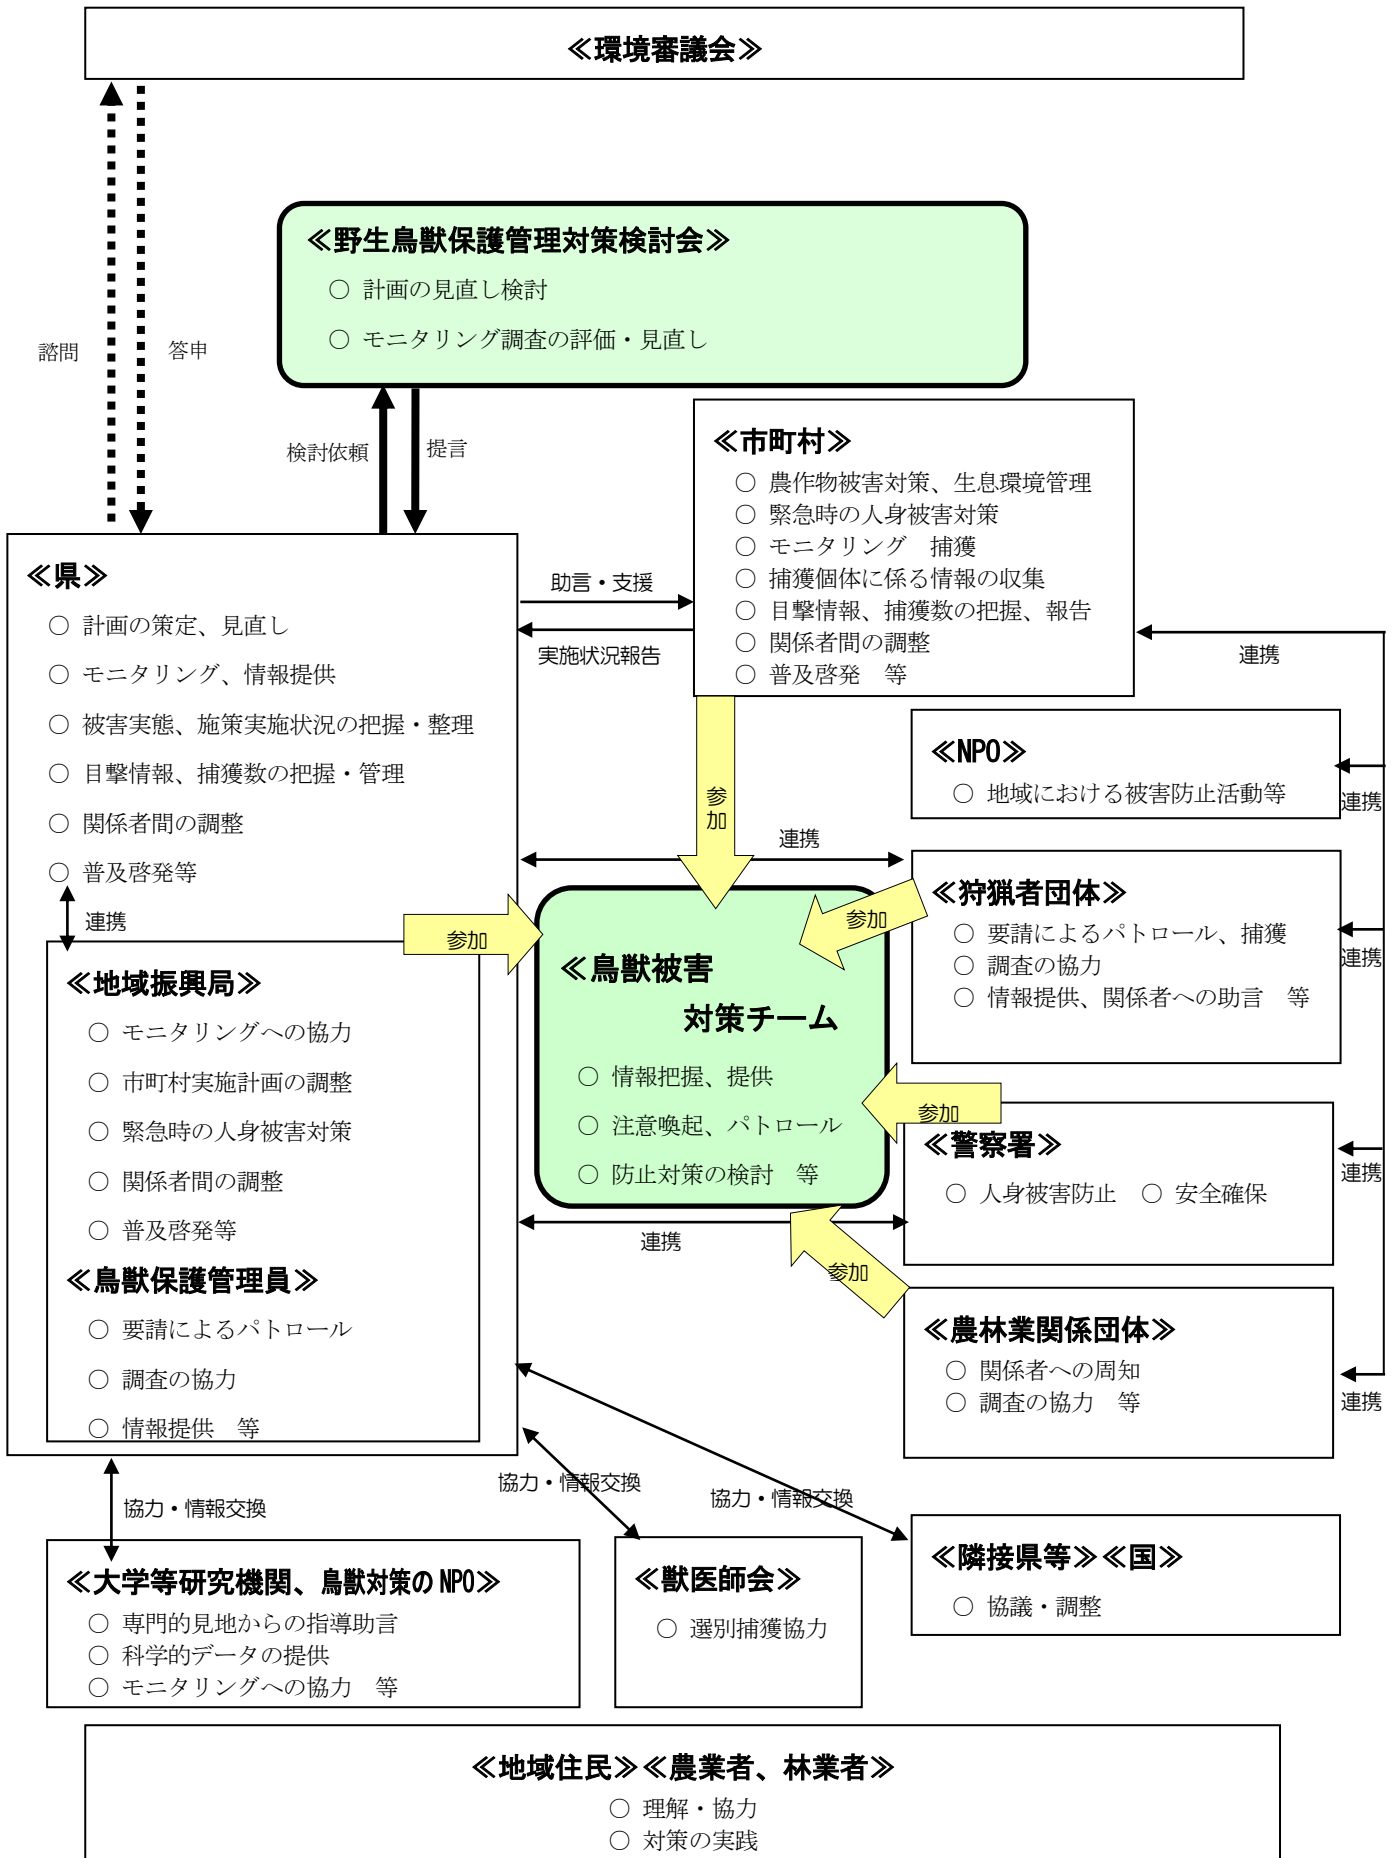 ≪環境審議会≫
≪野生鳥獣保護管理対策検討会≫
○ 計画の見直し検討
○ モニタリング調査の評価・見直し
諮問
答申
検討依頼
提言
≪市町村≫
○ 農作物被害対策、生息環境管理
○ 緊急時の人身被害対策
○ モニタリング 捕獲
○ 捕獲個体に係る情報の収集
○ 目撃情報、捕獲数の把握、報告
○ 関係者間の調整
○ 普及啓発 等
≪県≫
○ 計画の策定、見直し
○ モニタリング、情報提供
○ 被害実態、施策実施状況の把握・整理
○ 目撃情報、捕獲数の把握・管理
○ 関係者間の調整
○ 普及啓発等
助言・支援
実施状況報告
連携
≪NPO≫
○ 地域における被害防止活動等
連携
参加
連携
連携
≪狩猟者団体≫
○ 要請によるパトロール、捕獲
○ 調査の協力
○ 情報提供、関係者への助言 等
連携
参加
参加
≪地域振興局≫
○ モニタリングへの協力
○ 市町村実施計画の調整
○ 緊急時の人身被害対策
○ 関係者間の調整
○ 普及啓発等
≪鳥獣保護管理員≫
○ 要請によるパトロール
○ 調査の協力
○ 情報提供 等
≪鳥獣被害
対策チーム
○ 情報把握、提供
○ 注意喚起、パトロール
○ 防止対策の検討 等
参加
≪警察署≫
○ 人身被害防止 ○ 安全確保
連携
連携
参加
≪農林業関係団体≫
○ 関係者への周知
○ 調査の協力 等
連携
協力・情報交換
協力・情報交換
協力・情報交換
≪大学等研究機関、鳥獣対策のNPO≫
○ 専門的見地からの指導助言
○ 科学的データの提供
○ モニタリングへの協力 等
≪獣医師会≫
○ 選別捕獲協力
≪隣接県等≫≪国≫
○ 協議・調整
≪地域住民≫≪農業者、林業者≫
○ 理解・協力
○ 対策の実践